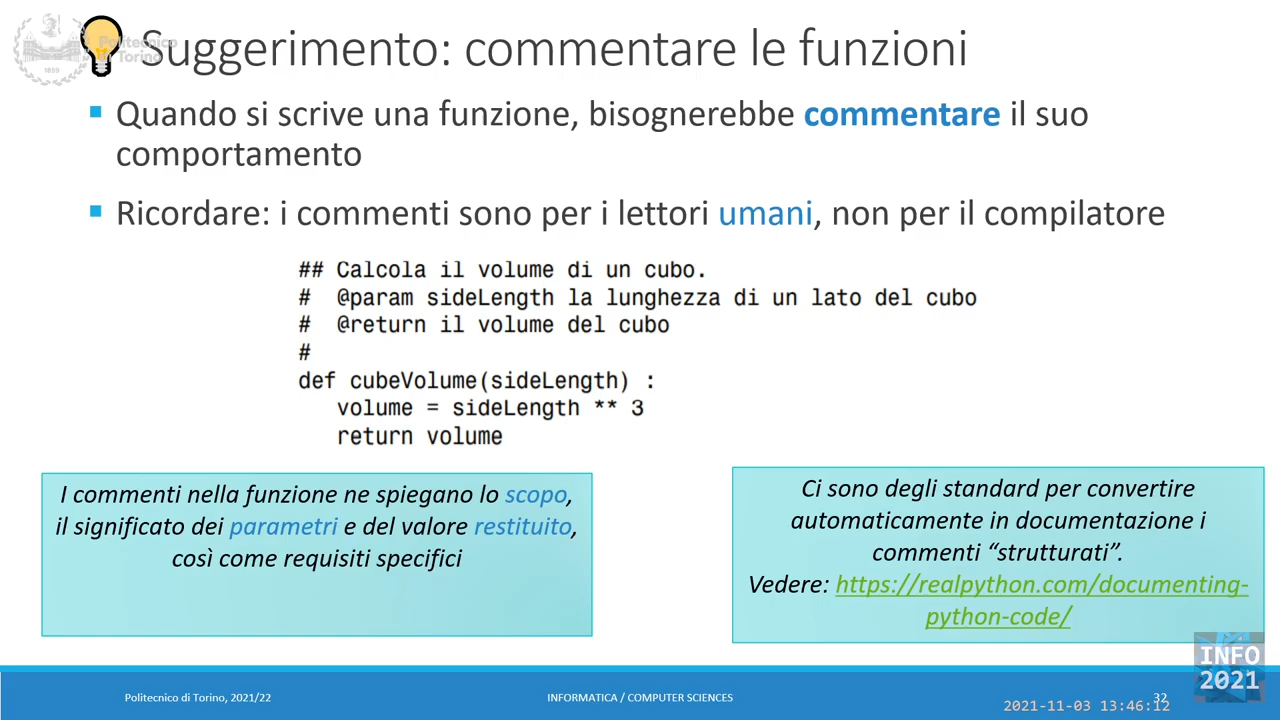 Politecnico
Torino
1859
Suggerimento: commentare le funzioni
Quando si scrive una funzione, bisognerebbe commentare il suo
comportamento
Ricordare: i commenti sono per i lettori umani, non per il compilatore
## Calcola il volume di un cubo.
# @param sideLength la lunghezza di un lato del cubo
# @return il volume del cubo
#
def cubeVolume(sideLength) :
volume = sideLength ** 3
return volume
I commenti nella funzione ne spiegano lo scopo,
il significato dei parametri e del valore restituito,
così come requisiti specifici
Ci sono degli standard per convertire
automaticamente in documentazione i
commenti “strutturati”.
Vedere: https://realpython.com/documenting-
python-code/
INFO
2021
Politecnico di Torino, 2021/22
INFORMATICA / COMPUTER SCIENCES
32
2021-11-03 13:46:12